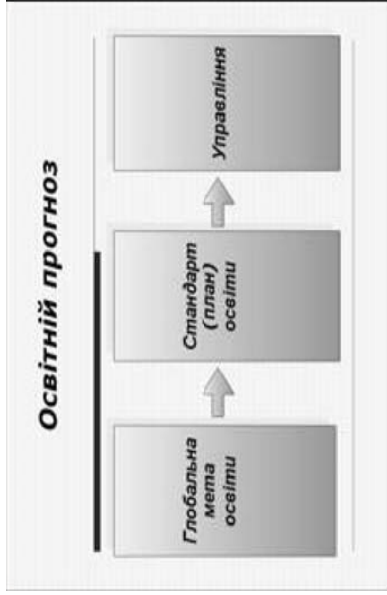 Освітній прогноз
Глобальна
мета
освіти
Стандарт
(план)
освіти
Управління